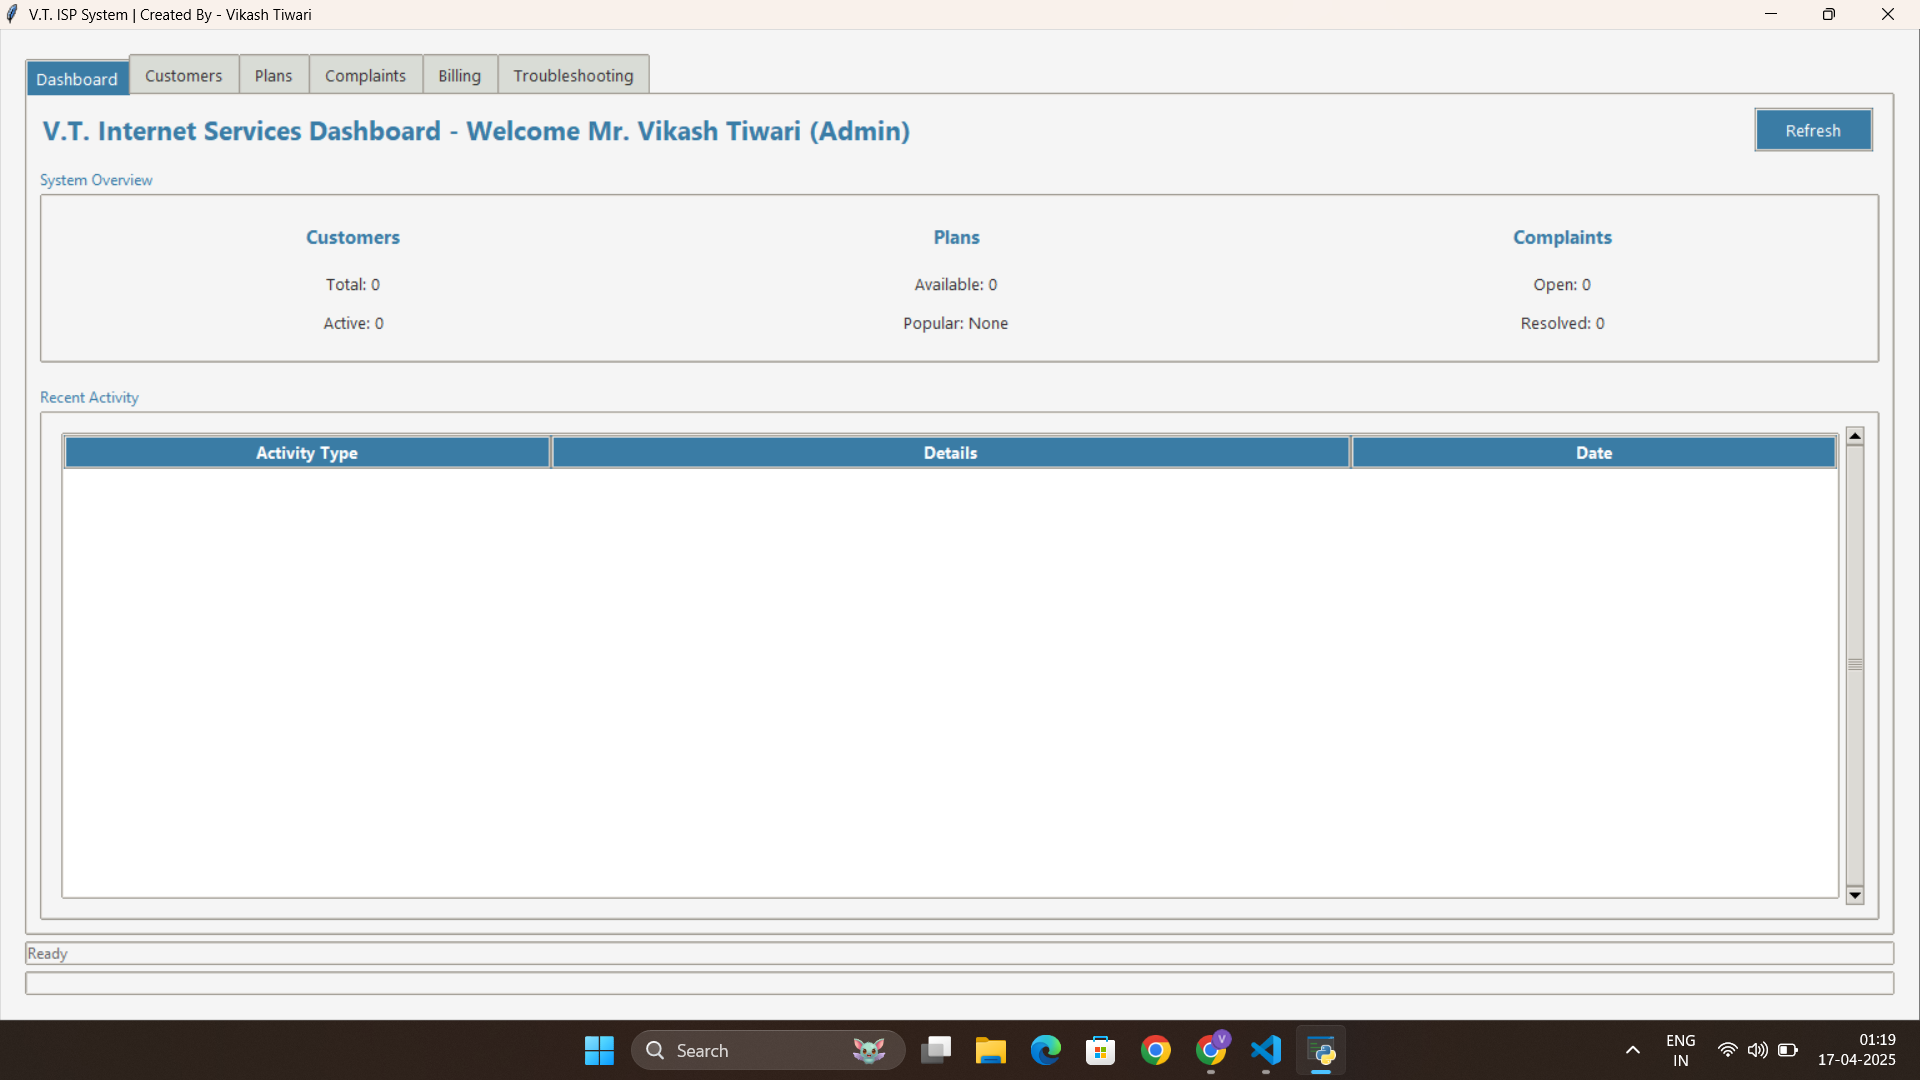 V.T. ISP System | Created By - Vikash Tiwari
Dashboard Customers Plans Complaints Billing Troubleshooting
V.T. Internet Services Dashboard - Welcome Mr. Vikash Tiwari (Admin) Refresh
System Overview
Customers Plans Complaints
Total: 0 Available: 0 Open: 0
Active: 0 Popular: None Resolved: 0
Recent Activity
Activity Type Details Date
Ready
Search
V
ENG 01:19
IN 17-04-2025